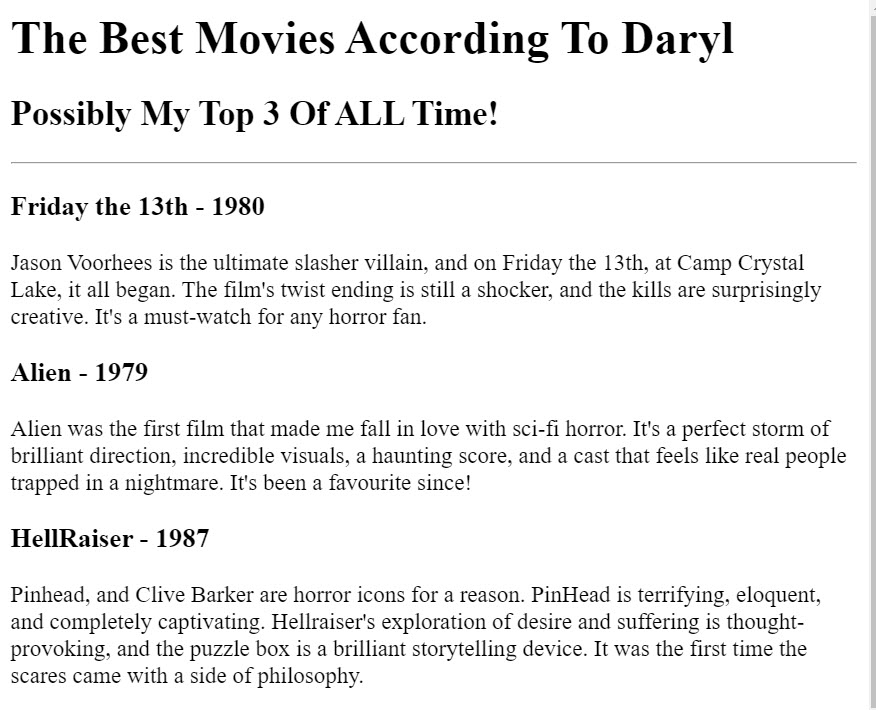 The Best Movies According To Daryl
Possibly My Top 3 Of ALL Time!
Friday the 13th - 1980
Jason Voorhees is the ultimate slasher villain, and on Friday the 13th, at Camp Crystal
Lake, it all began. The film's twist ending is still a shocker, and the kills are surprisingly
creative. It's a must-watch for any horror fan.
Alien - 1979
Alien was the first film that made me fall in love with sci-fi horror. It's a perfect storm of
brilliant direction, incredible visuals, a haunting score, and a cast that feels like real people
trapped in a nightmare. It's been a favourite since!
HellRaiser - 1987
Pinhead, and Clive Barker are horror icons for a reason. PinHead is terrifying, eloquent,
and completely captivating. Hellraiser's exploration of desire and suffering is thought-
provoking, and the puzzle box is a brilliant storytelling device. It was the first time the
scares came with a side of philosophy.